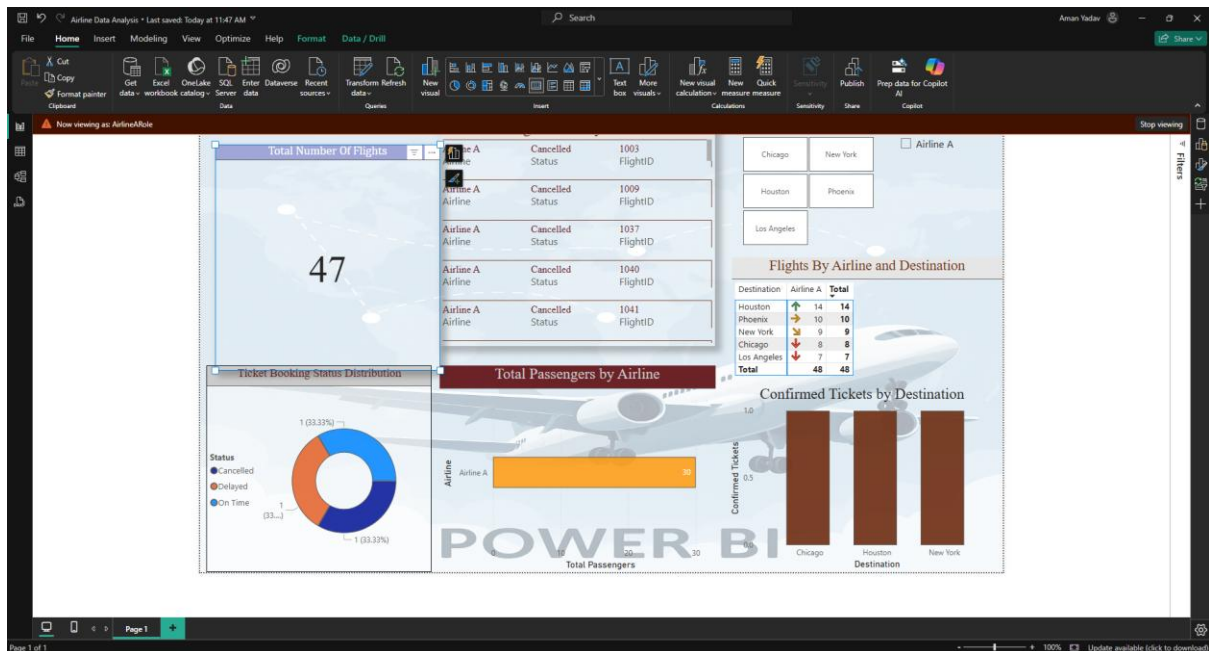 Airline Data Analysis • Last saved: Today at 11:47 AM
Search
Aman Yadav
File Home Insert Modeling View Optimize Help Format Data / Drill
Share
Paste
Cut
Copy
Format painter
Get data
Excel workbook
OneLake catalog
SQL Server
Enter data
Dataverse
Recent sources
Transform data
Refresh
New visual
Text box
More visuals
New visual calculation
New measure
Quick measure
Sensitivity
Publish
Prep data for AI
Copilot
Clipboard
Data
Queries
Insert
Calculations
Sensitivity
Share
Copilot
Now viewing as: AirlineARole
Stop viewing
Filters
Total Number Of Flights
47
Cancelled 1003
Status FlightID
Airline A Cancelled 1009
Airline Status FlightID
Airline A Cancelled 1037
Airline Status FlightID
Airline A Cancelled 1040
Airline Status FlightID
Airline A Cancelled 1041
Airline Status FlightID
Chicago New York
Houston Phoenix
Los Angeles
Airline A
Flights By Airline and Destination
Destination Airline A Total
Houston 14 14
Phoenix 10 10
New York 9 9
Chicago 8 8
Los Angeles 7 7
Total 48 48
Ticket Booking Status Distribution
1 (33.33%)
Status
Cancelled
Delayed
On Time
1
(33....)
1 (33.33%)
Total Passengers by Airline
Airline
Airline A
30
0 10 20 30
Total Passengers
POWER BI
Confirmed Tickets by Destination
Confirmed Tickets
1.0
0.5
0.0
Chicago Houston New York
Destination
Page 1
Page 1 of 1
100%
Update available (click to download)